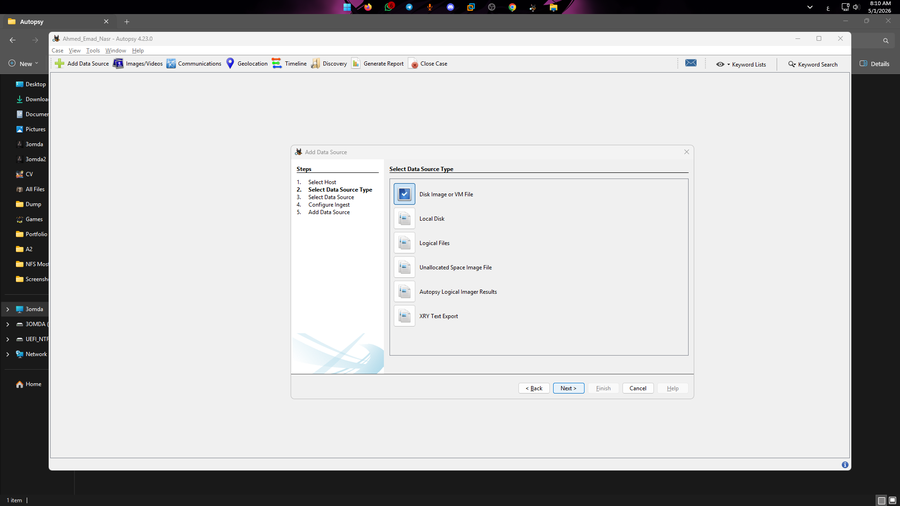 8:10 AM
5/1/2026
Autopsy
Ahmed_Emad_Nasr - Autopsy 4.23.0
Case View Tools Window Help
Add Data Source Images/Videos Communications Geolocation Timeline Discovery Generate Report Close Case Keyword Lists Keyword Search
New
Details
Desktop
Downloa
Documen
Pictures
3omda
3omda2
CV
All Files
Dump
Games
Portfolio
A2
NFS Most
Screensho
3omda
3OMDA (
UEFI_NTF
Network
Home
Add Data Source
Steps
1. Select Host
2. Select Data Source Type
3. Select Data Source
4. Configure Ingest
5. Add Data Source
Select Data Source Type
Disk Image or VM File
Local Disk
Logical Files
Unallocated Space Image File
Autopsy Logical Imager Results
XRY Text Export
< Back Next > Finish Cancel Help
1 item